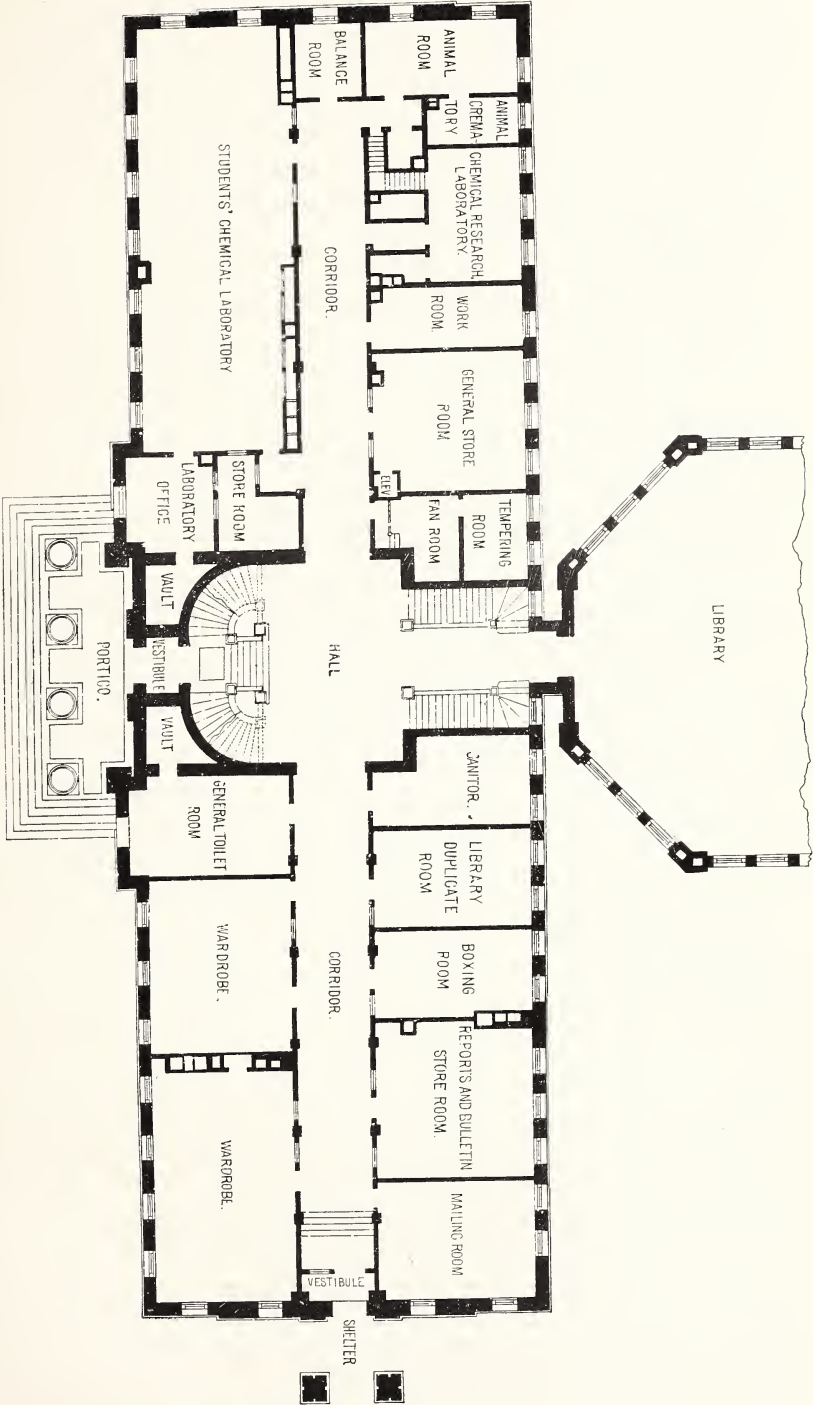 LIBRARY
ANIMAL
ROOM
BALANCE
ROOM
ANIMAL
CREMA-
TORY
CHEMICAL RESEARCH
LABORATORY.
WORK
ROOM.
GENERAL STORE
ROOM
ELEV
TEMPERING
ROOM
FAN ROOM
JANITOR.
LIBRARY
DUPLICATE
ROOM
BOXING
ROOM
REPORTS AND BULLETIN
STORE ROOM.
MAILING ROOM
CORRIDOR.
HALL
CORRIDOR.
VESTIBULE
SHELTER
STUDENTS' CHEMICAL LABORATORY
STORE ROOM
LABORATORY
OFFICE
VAULT
VESTIBULE
VAULT
GENERAL TOILET
ROOM
WARDROBE.
WARDROBE.
PORTICO.